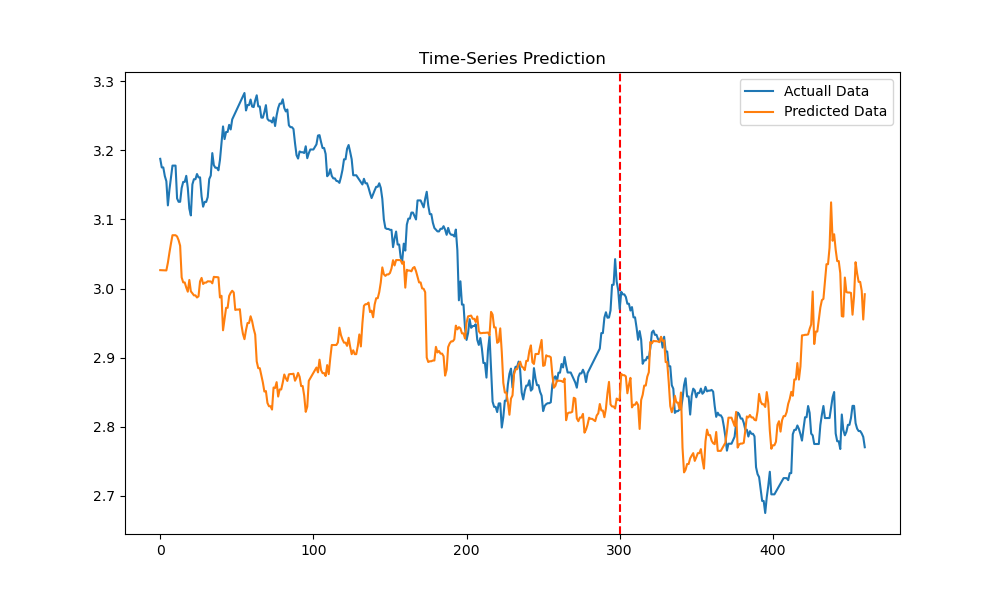 Time-Series Prediction
Actuall Data
Predicted Data
3.3
3.2
3.1
3.0
2.9
2.8
2.7
0 100 200 300 400